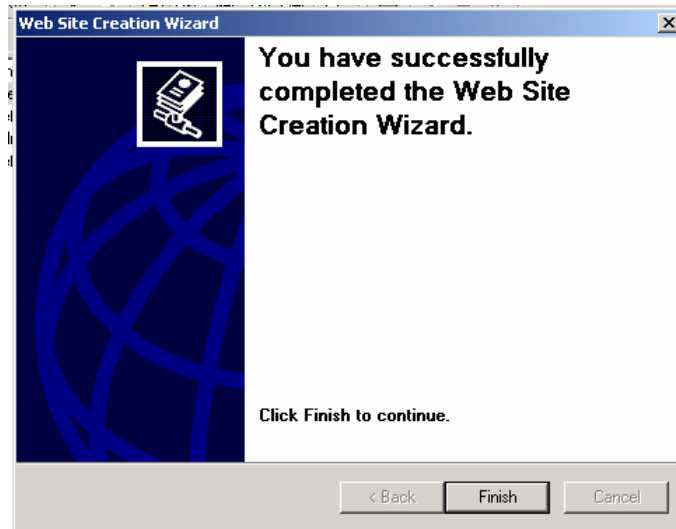 Web Site Creation Wizard
You have successfully
completed the Web Site
Creation Wizard.
Click Finish to continue.
< Back
Finish
Cancel